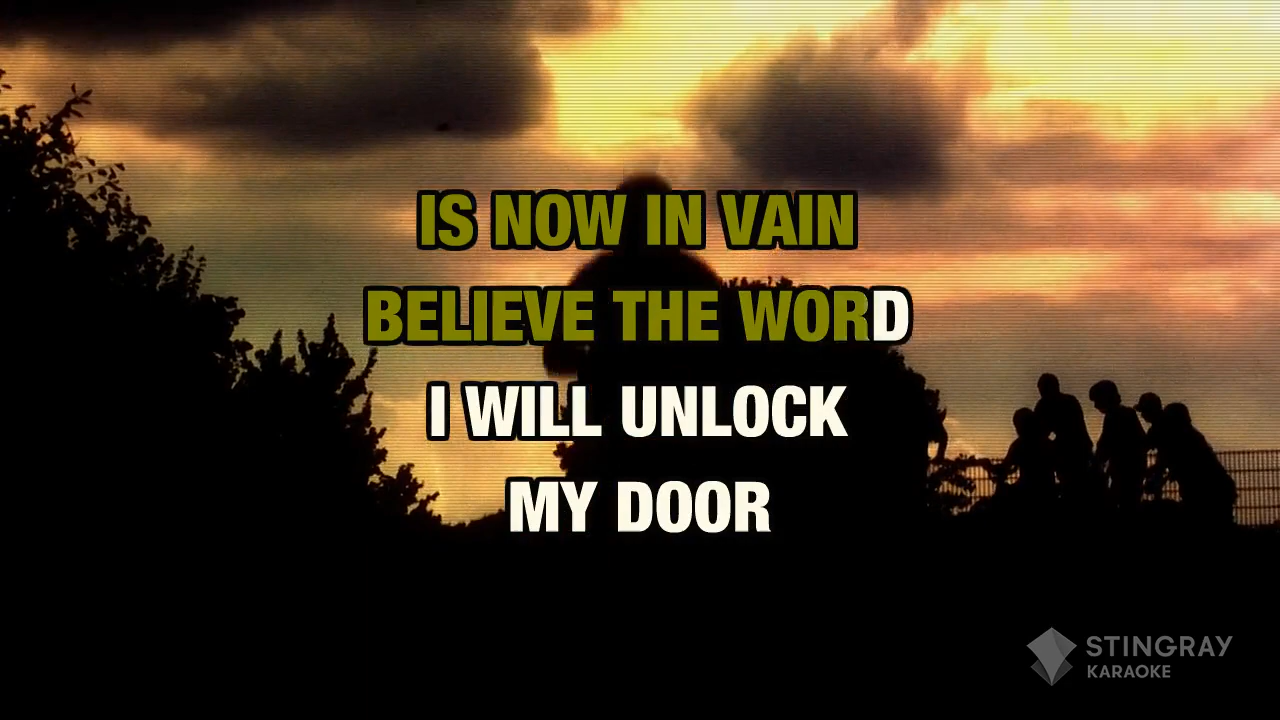 IS NOW IN VAIN
BELIEVE THE WORD
I WILL UNLOCK
MY DOOR
STINGRAY
KARAOKE